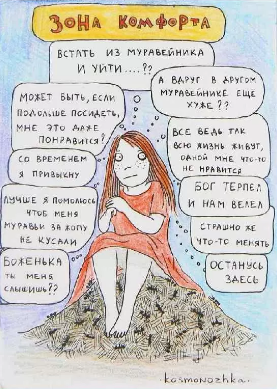 ЗОНА КОМФОРТА
ВСТАТЬ ИЗ МУРАВЕЙНИКА
И УЙТИ....??
А ВДРУГ В ДРУГОМ
МУРАВЕЙНИКЕ ЕЩЕ
ХУЖЕ ??
МОЖЕТ БЫТЬ, ЕСЛИ
ПОДОЛЬШЕ ПОСИДЕТЬ,
МНЕ ЭТО ДАЖЕ
ПОНРАВИТСЯ?
ВСЕ ВЕДЬ ТАК
ВСЮ ЖИЗНЬ ЖИВУТ,
ОДНОЙ МНЕ ЧТО-ТО
НЕ НРАВИТСЯ
СО ВРЕМЕНЕМ
Я ПРИВЫКНУ
БОГ ТЕРПЕЛ
И НАМ ВЕЛЕЛ
ЛУЧШЕ Я ПОМОЛЮСЬ
ЧТОБ МЕНЯ
МУРАВЬИ ЗА ЖОПУ
НЕ КУСАЛИ
СТРАШНО ЖЕ
ЧТО-ТО МЕНЯТЬ
БОЖЕНЬКА
ТЫ МЕНЯ
СЛЫШИШЬ??
ОСТАНУСЬ
ЗДЕСЬ
kosmonozhka.